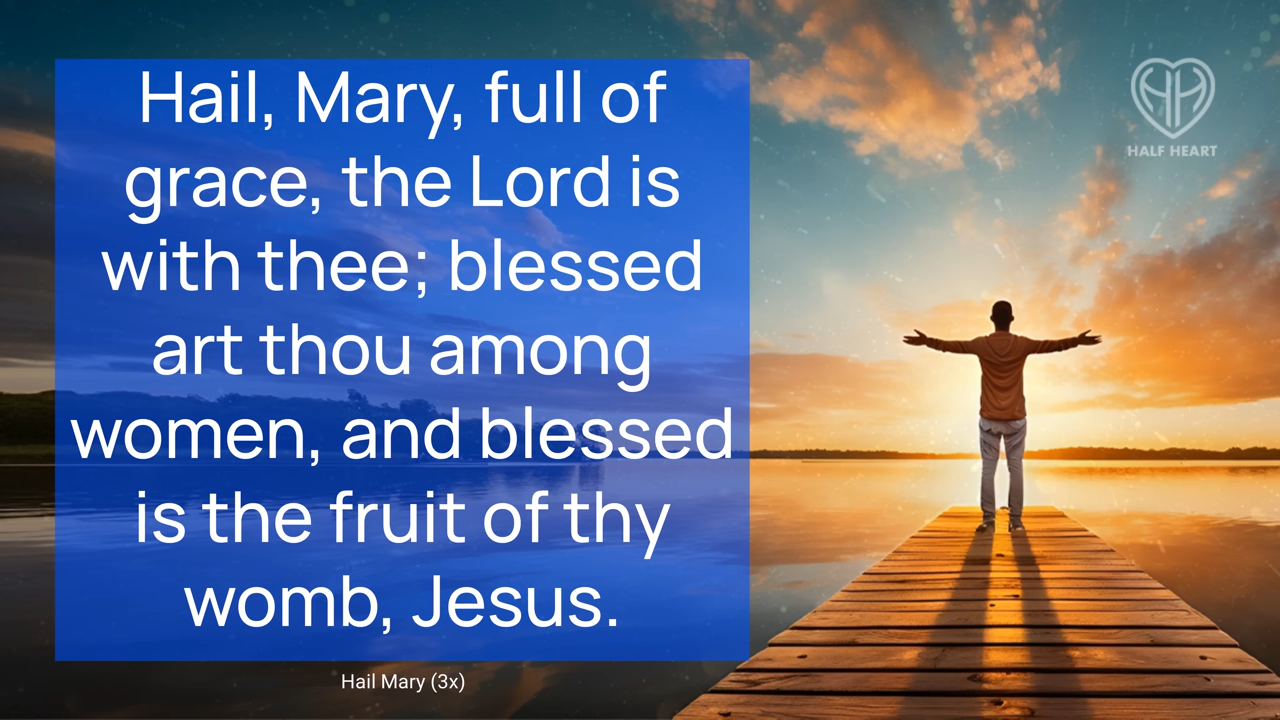 Hail, Mary, full of
grace, the Lord is
with thee; blessed
art thou among
women, and blessed
is the fruit of thy
womb, Jesus.
Hail Mary (3x)
HALF HEART